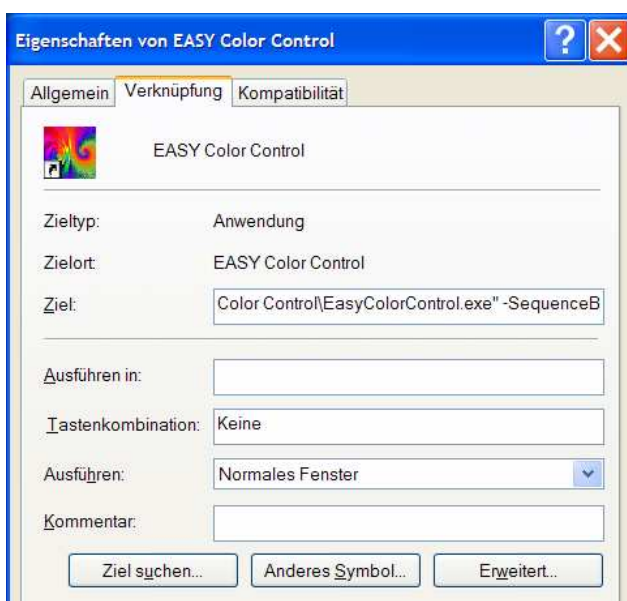 Eigenschaften von EASY Color Control
Allgemein Verknüpfung Kompatibilität
EASY Color Control
Zieltyp: Anwendung
Zielort: EASY Color Control
Ziel: Color Control\EasyColorControl.exe" -SequenceB
Ausführen in:
Tastenkombination: Keine
Ausführen: Normales Fenster
Kommentar:
Ziel suchen... Anderes Symbol... Erweitert...